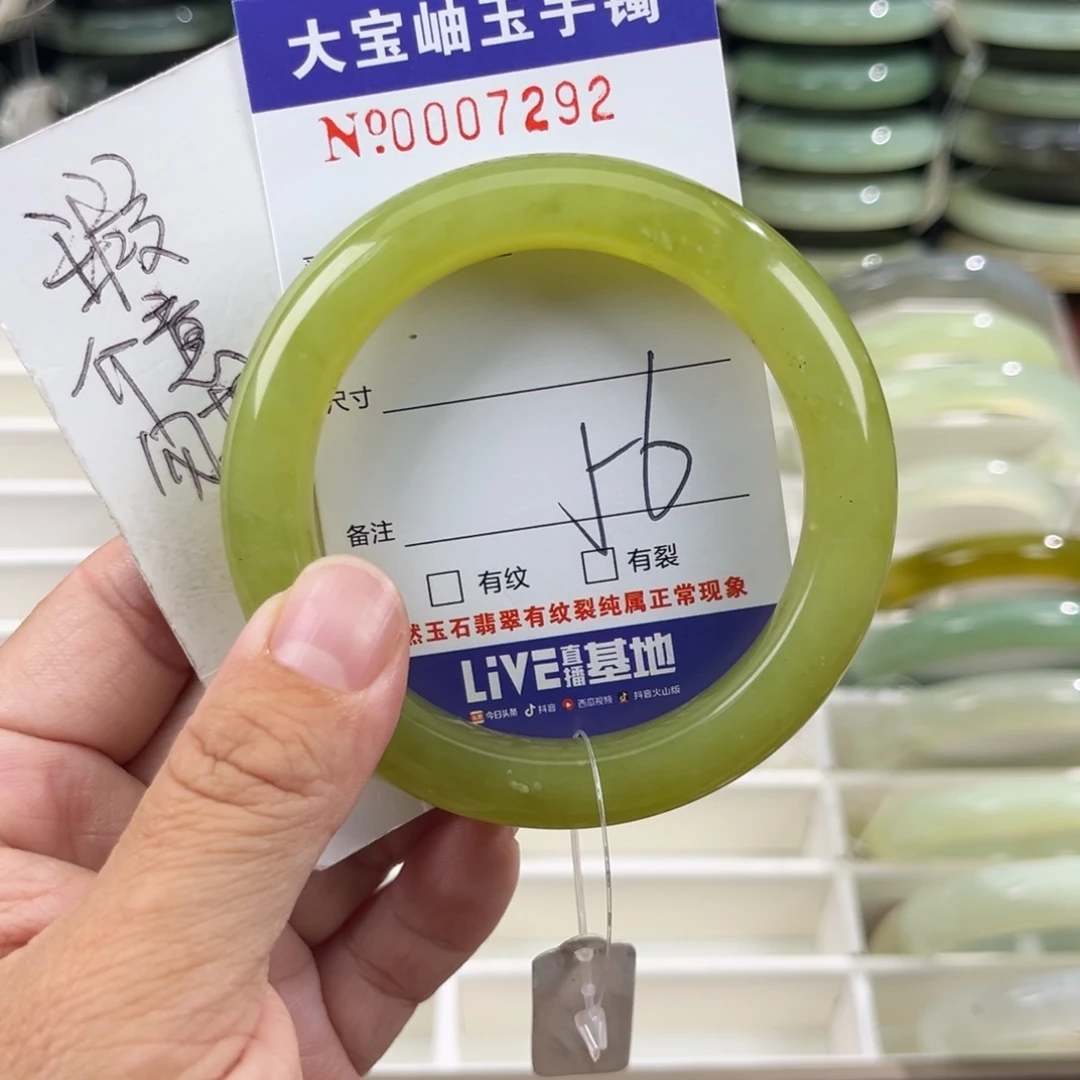 大宝岫玉手镯
№0007292
尺寸
56
备注
有纹
有裂
然玉石翡翠有纹裂纯属正常现象
LiVE直播基地
今日头条 抖音 西瓜视频 抖音火山版